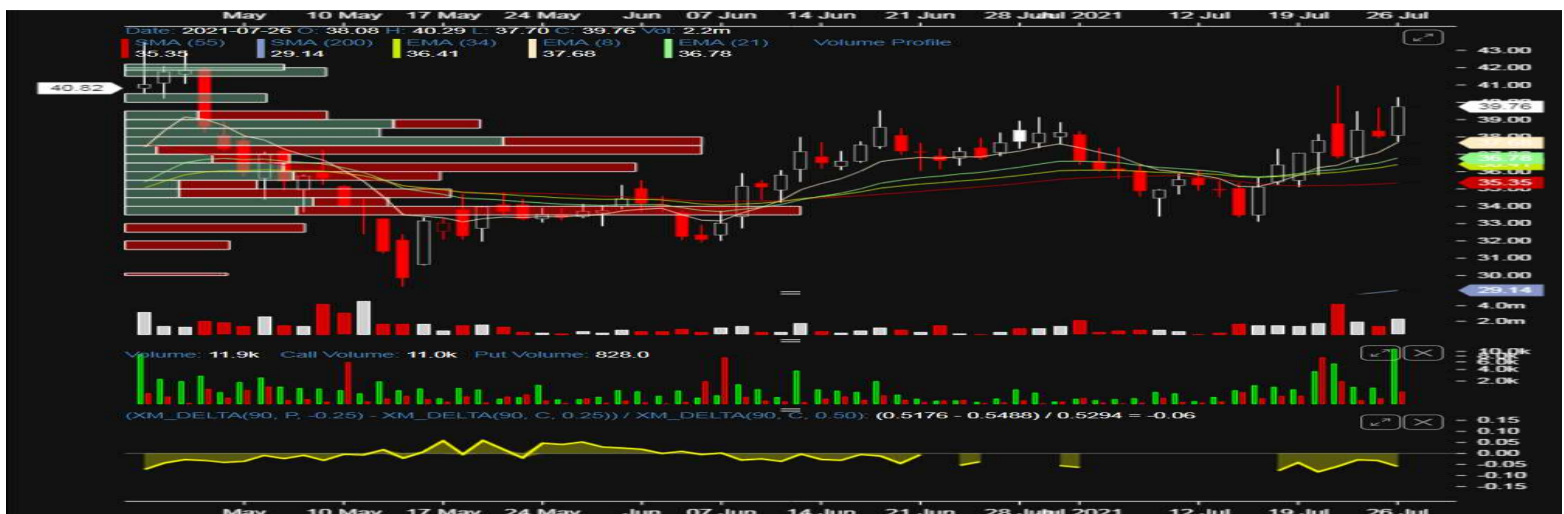 May 10 May 17 May 24 May Jun 07 Jun 14 Jun 21 Jun 28 Jun 2021 12 Jul 19 Jul 26 Jul
Date: 2021-07-26 O: 38.08 H: 40.29 L: 37.70 C: 39.76 Vol: 2.2m
SMA (55) SMA (200) EMA (34) EMA (8) EMA (21) Volume Profile
35.35 29.14 36.41 37.68 36.78
43.00
42.00
41.00
40.82
39.76
39.00
36.78
35.35
34.00
33.00
32.00
31.00
30.00
29.14
4.0m
2.0m
Volume: 11.9k Call Volume: 11.0k Put Volume: 828.0
10.0k
6.0k
4.0k
2.0k
(XM_DELTA(90, P, -0.25) - XM_DELTA(90, C, 0.25)) / XM_DELTA(90, C, 0.50): (0.5176 - 0.5488) / 0.5294 = -0.06
0.15
0.10
0.05
0.00
-0.05
-0.10
-0.15
May 10 May 17 May 24 May Jun 07 Jun 14 Jun 21 Jun 28 Jun 2021 12 Jul 19 Jul 26 Jul